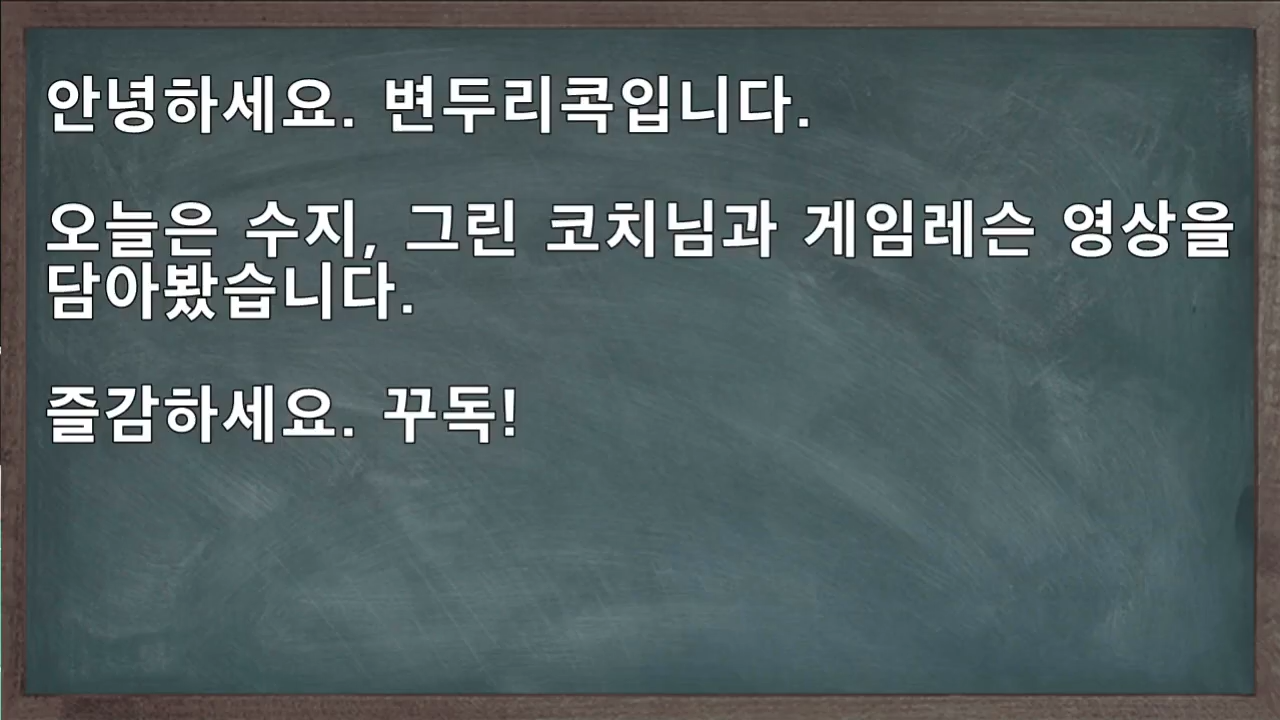 안녕하세요. 변두리콕입니다.
오늘은 수지, 그린 코치님과 게임레슨 영상을
담아봤습니다.
즐감하세요. 꾸독!